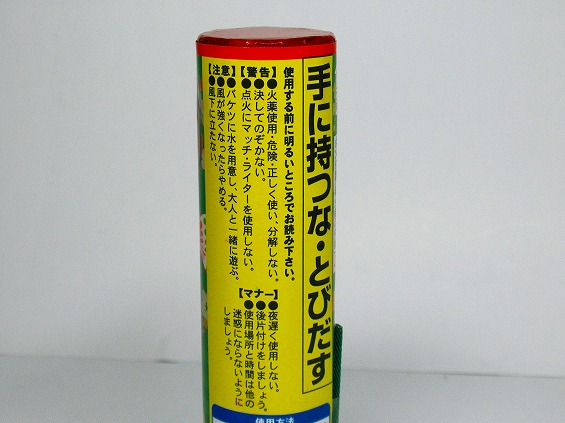 手に持つな・とびだす
使用する前に明るいところでお読み下さい。
【警告】●火薬使用・危険・正しく使い、分解しない。
●決してのぞかない。
●点火にマッチ・ライターを使用しない。
【注意】●バケツに水を用意し、大人と一緒に遊ぶ。
●風が強くなったらやめる。
●風下に立たない。
【マナー】●夜遅く使用しない。
●後片付けをしましょう。
●使用場所と時間は他の
迷惑にならないように
しましょう。
使用方法